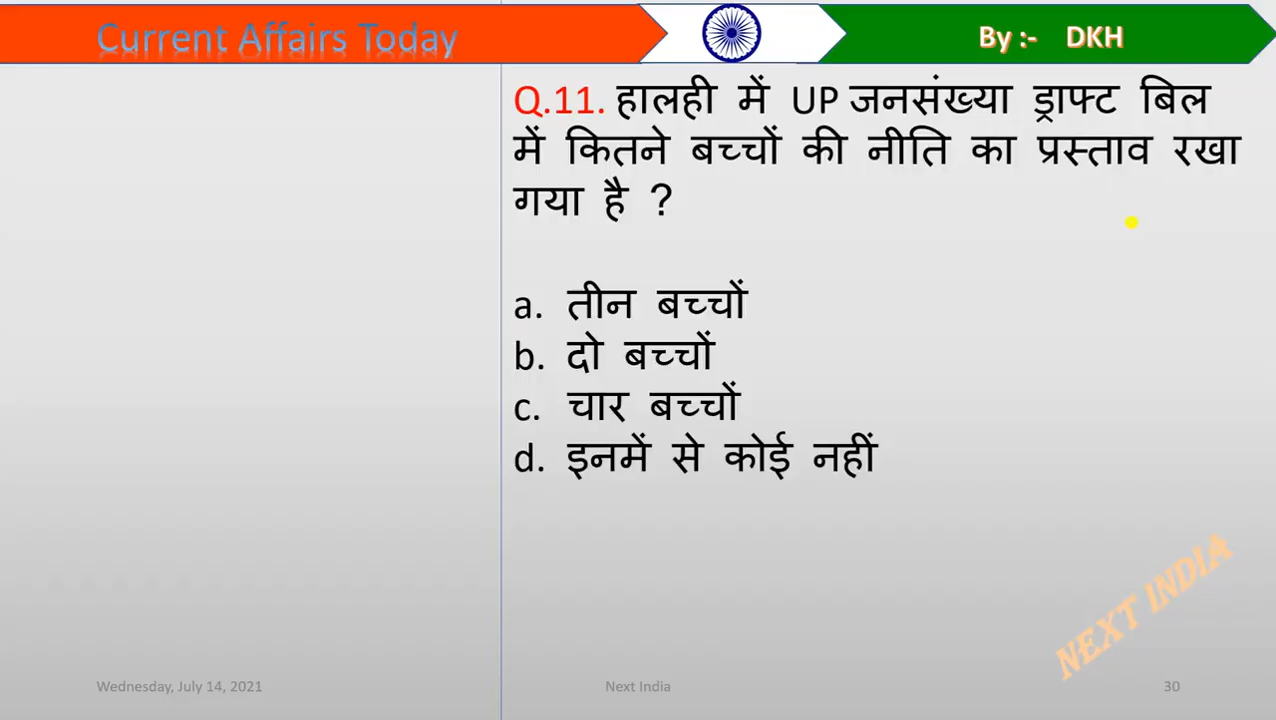 Current Affairs Today
By :- DKH
Q.11. हालही में UP जनसंख्या ड्राफ्ट बिल
में कितने बच्चों की नीति का प्रस्ताव रखा
गया है ?
a. तीन बच्चों
b. दो बच्चों
c. चार बच्चों
d. इनमें से कोई नहीं
NEXT INDIA
Wednesday, July 14, 2021
Next India
30